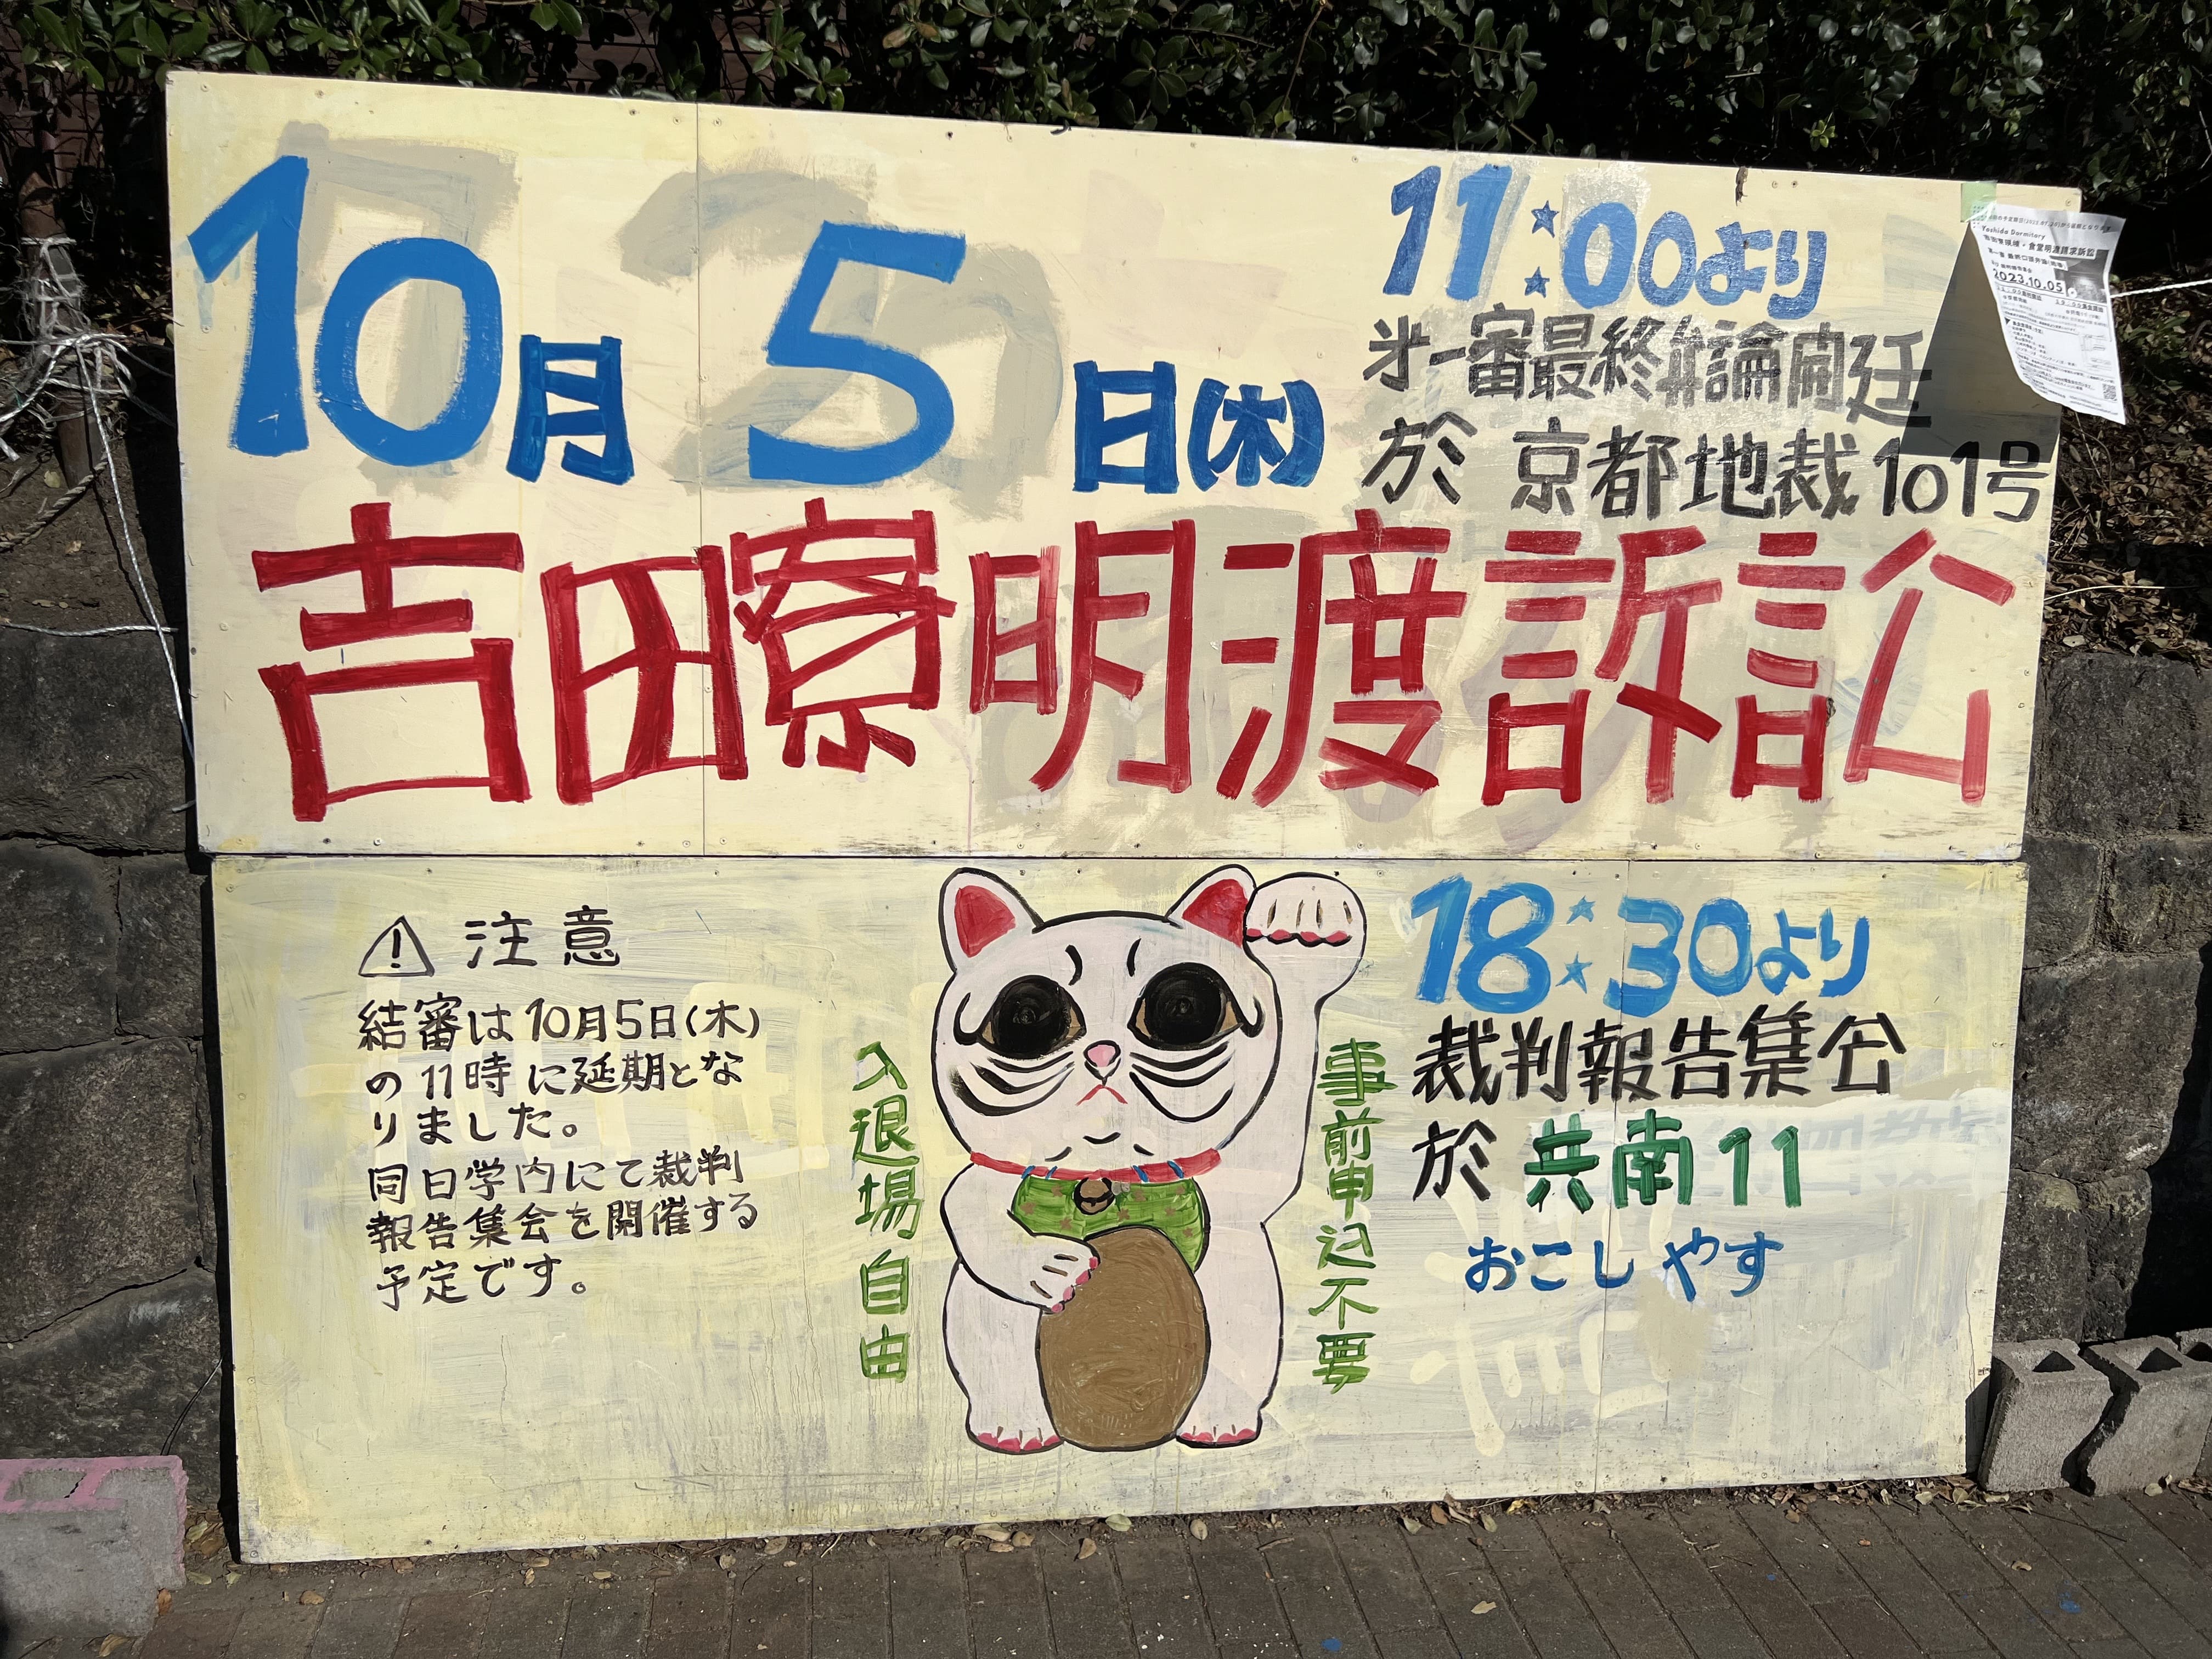 10月 5日(木)
11:00より
㐧一審最終弁論開廷
於 京都地裁 101号
吉田寮明渡訴訟
Yoshida Dormitory
2023.10.05
⚠ 注意
結審は10月5日(木)
の11時に延期とな
りました。
同日学内にて裁判
報告集会を開催する
予定です。
入退場自由
事前申込不要
18:30より
裁判報告集会
於 共南11
おこしやす